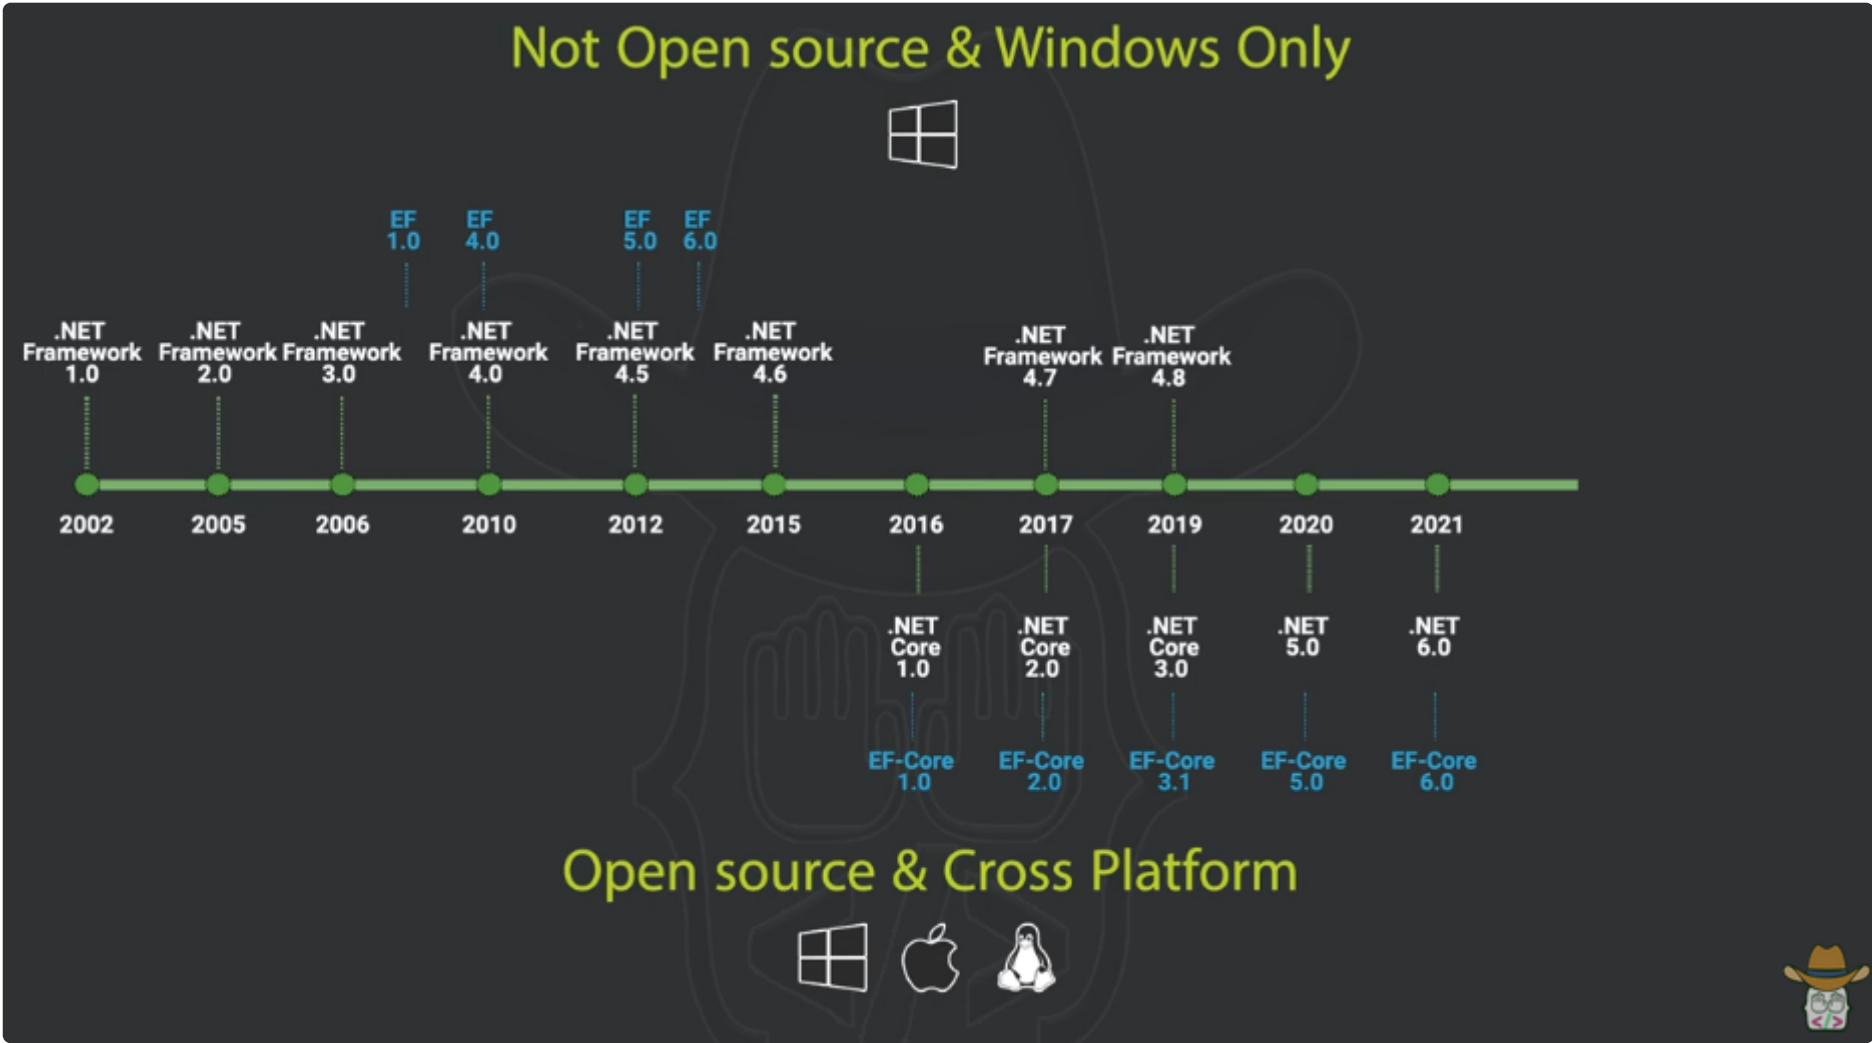 Not Open source & Windows Only
EF
1.0
EF
4.0
EF
5.0
EF
6.0
.NET
Framework
1.0
.NET
Framework
2.0
.NET
Framework
3.0
.NET
Framework
4.0
.NET
Framework
4.5
.NET
Framework
4.6
.NET
Framework
4.7
.NET
Framework
4.8
2002
2005
2006
2010
2012
2015
2016
2017
2019
2020
2021
.NET
Core
1.0
.NET
Core
2.0
.NET
Core
3.0
.NET
5.0
.NET
6.0
EF-Core
1.0
EF-Core
2.0
EF-Core
3.1
EF-Core
5.0
EF-Core
6.0
Open source & Cross Platform
</>